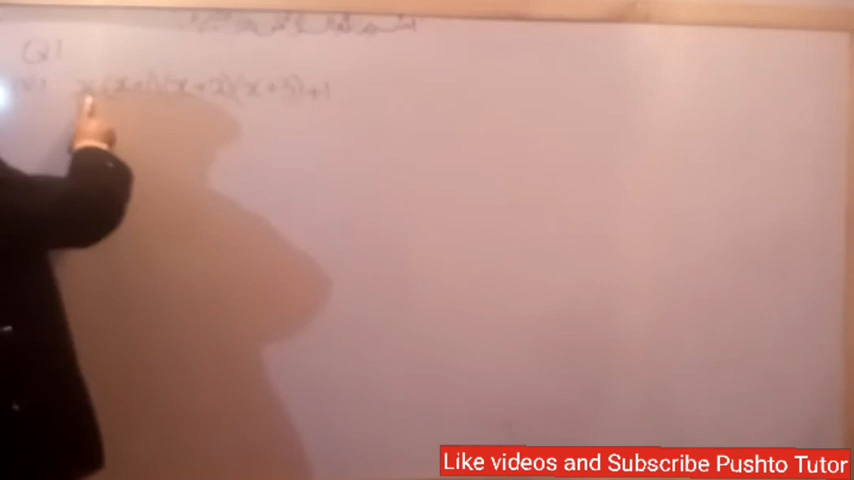 Q1
x(x+1)(x+2)(x+3)+1
Like videos and Subscribe Pushto Tutor